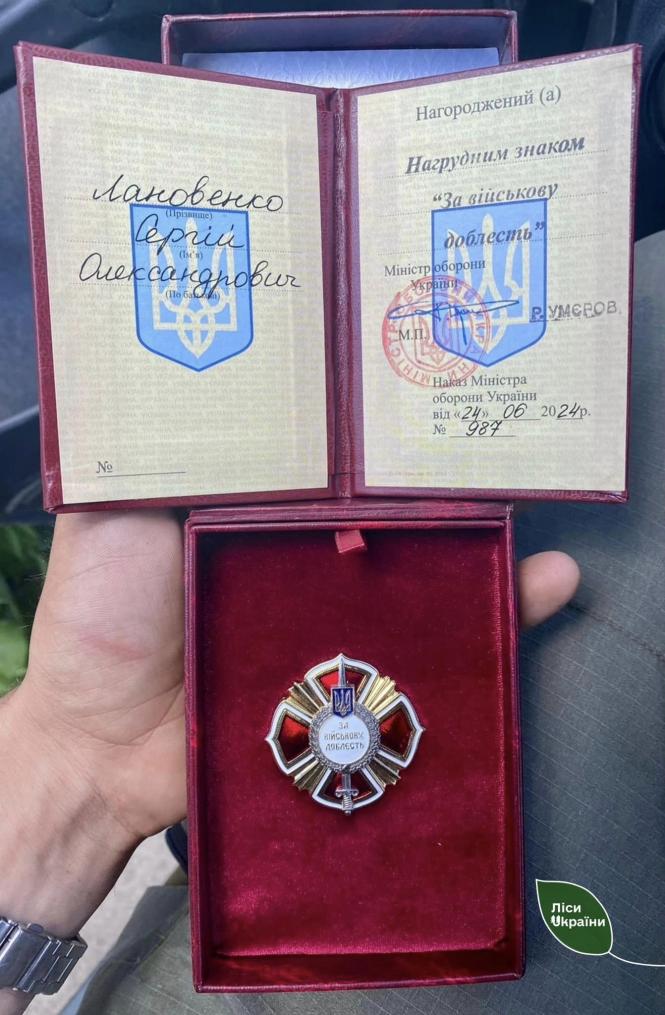 Лановенко
(Прізвище)
Сергій
(Ім'я)
Олександрович
(По батькові)
№
Нагороджений (а)
Нагрудним знаком
“За військову
доблесть”
Міністр оборони
України
М.П.
Р. УМЄРОВ
Наказ Міністра
оборони України
від «24» 06 2024р.
№ 987
ЗА
ВІЙСЬКОВУ
ДОБЛЕСТЬ
Ліси
України